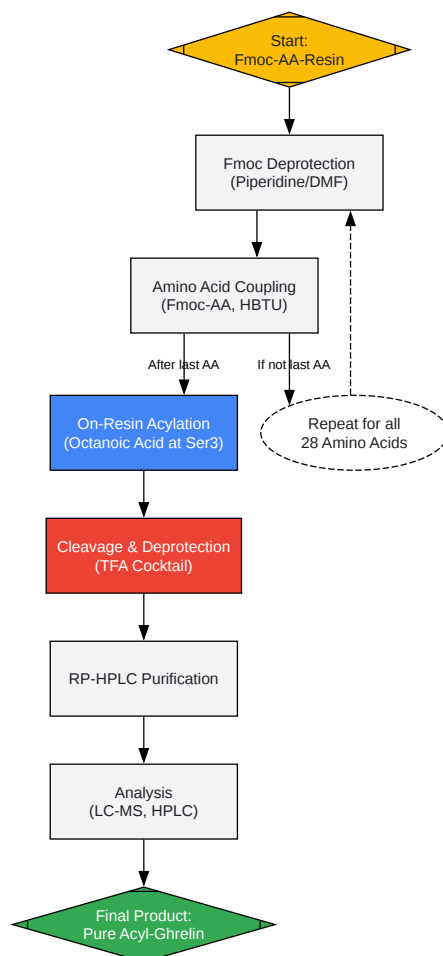 Start:
Fmoc-AA-Resin
Fmoc Deprotection
(Piperidine/DMF)
Amino Acid Coupling
(Fmoc-AA, HBTU)
After last AA
If not last AA
On-Resin Acylation
(Octanoic Acid at Ser3)
Repeat for all
28 Amino Acids
Cleavage & Deprotection
(TFA Cocktail)
RP-HPLC Purification
Analysis
(LC-MS, HPLC)
Final Product:
Pure Acyl-Ghrelin